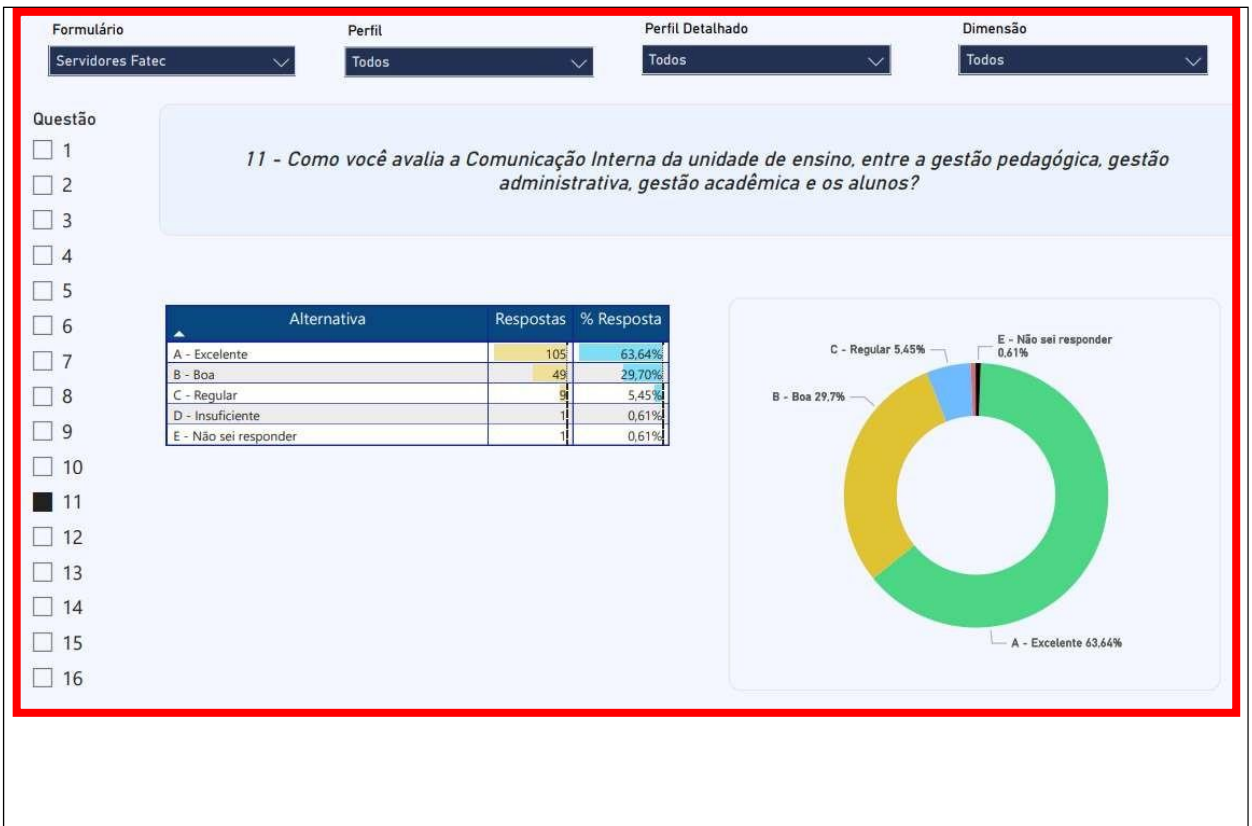 Formulário Perfil Perfil Detalhado Dimensão
Servidores Fatec Todos Todos Todos
Questão
1
2
3
4
5
6
7
8
9
10
11
12
13
14
15
16
11 - Como você avalia a Comunicação Interna da unidade de ensino, entre a gestão pedagógica, gestão
administrativa, gestão acadêmica e os alunos?
Alternativa Respostas % Resposta
A - Excelente 105 63,64%
B - Boa 49 29,70%
C - Regular 9 5,45%
D - Insuficiente 1 0,61%
E - Não sei responder 1 0,61%
E - Não sei responder
0,61%
C - Regular 5,45%
B - Boa 29,7%
A - Excelente 63,64%